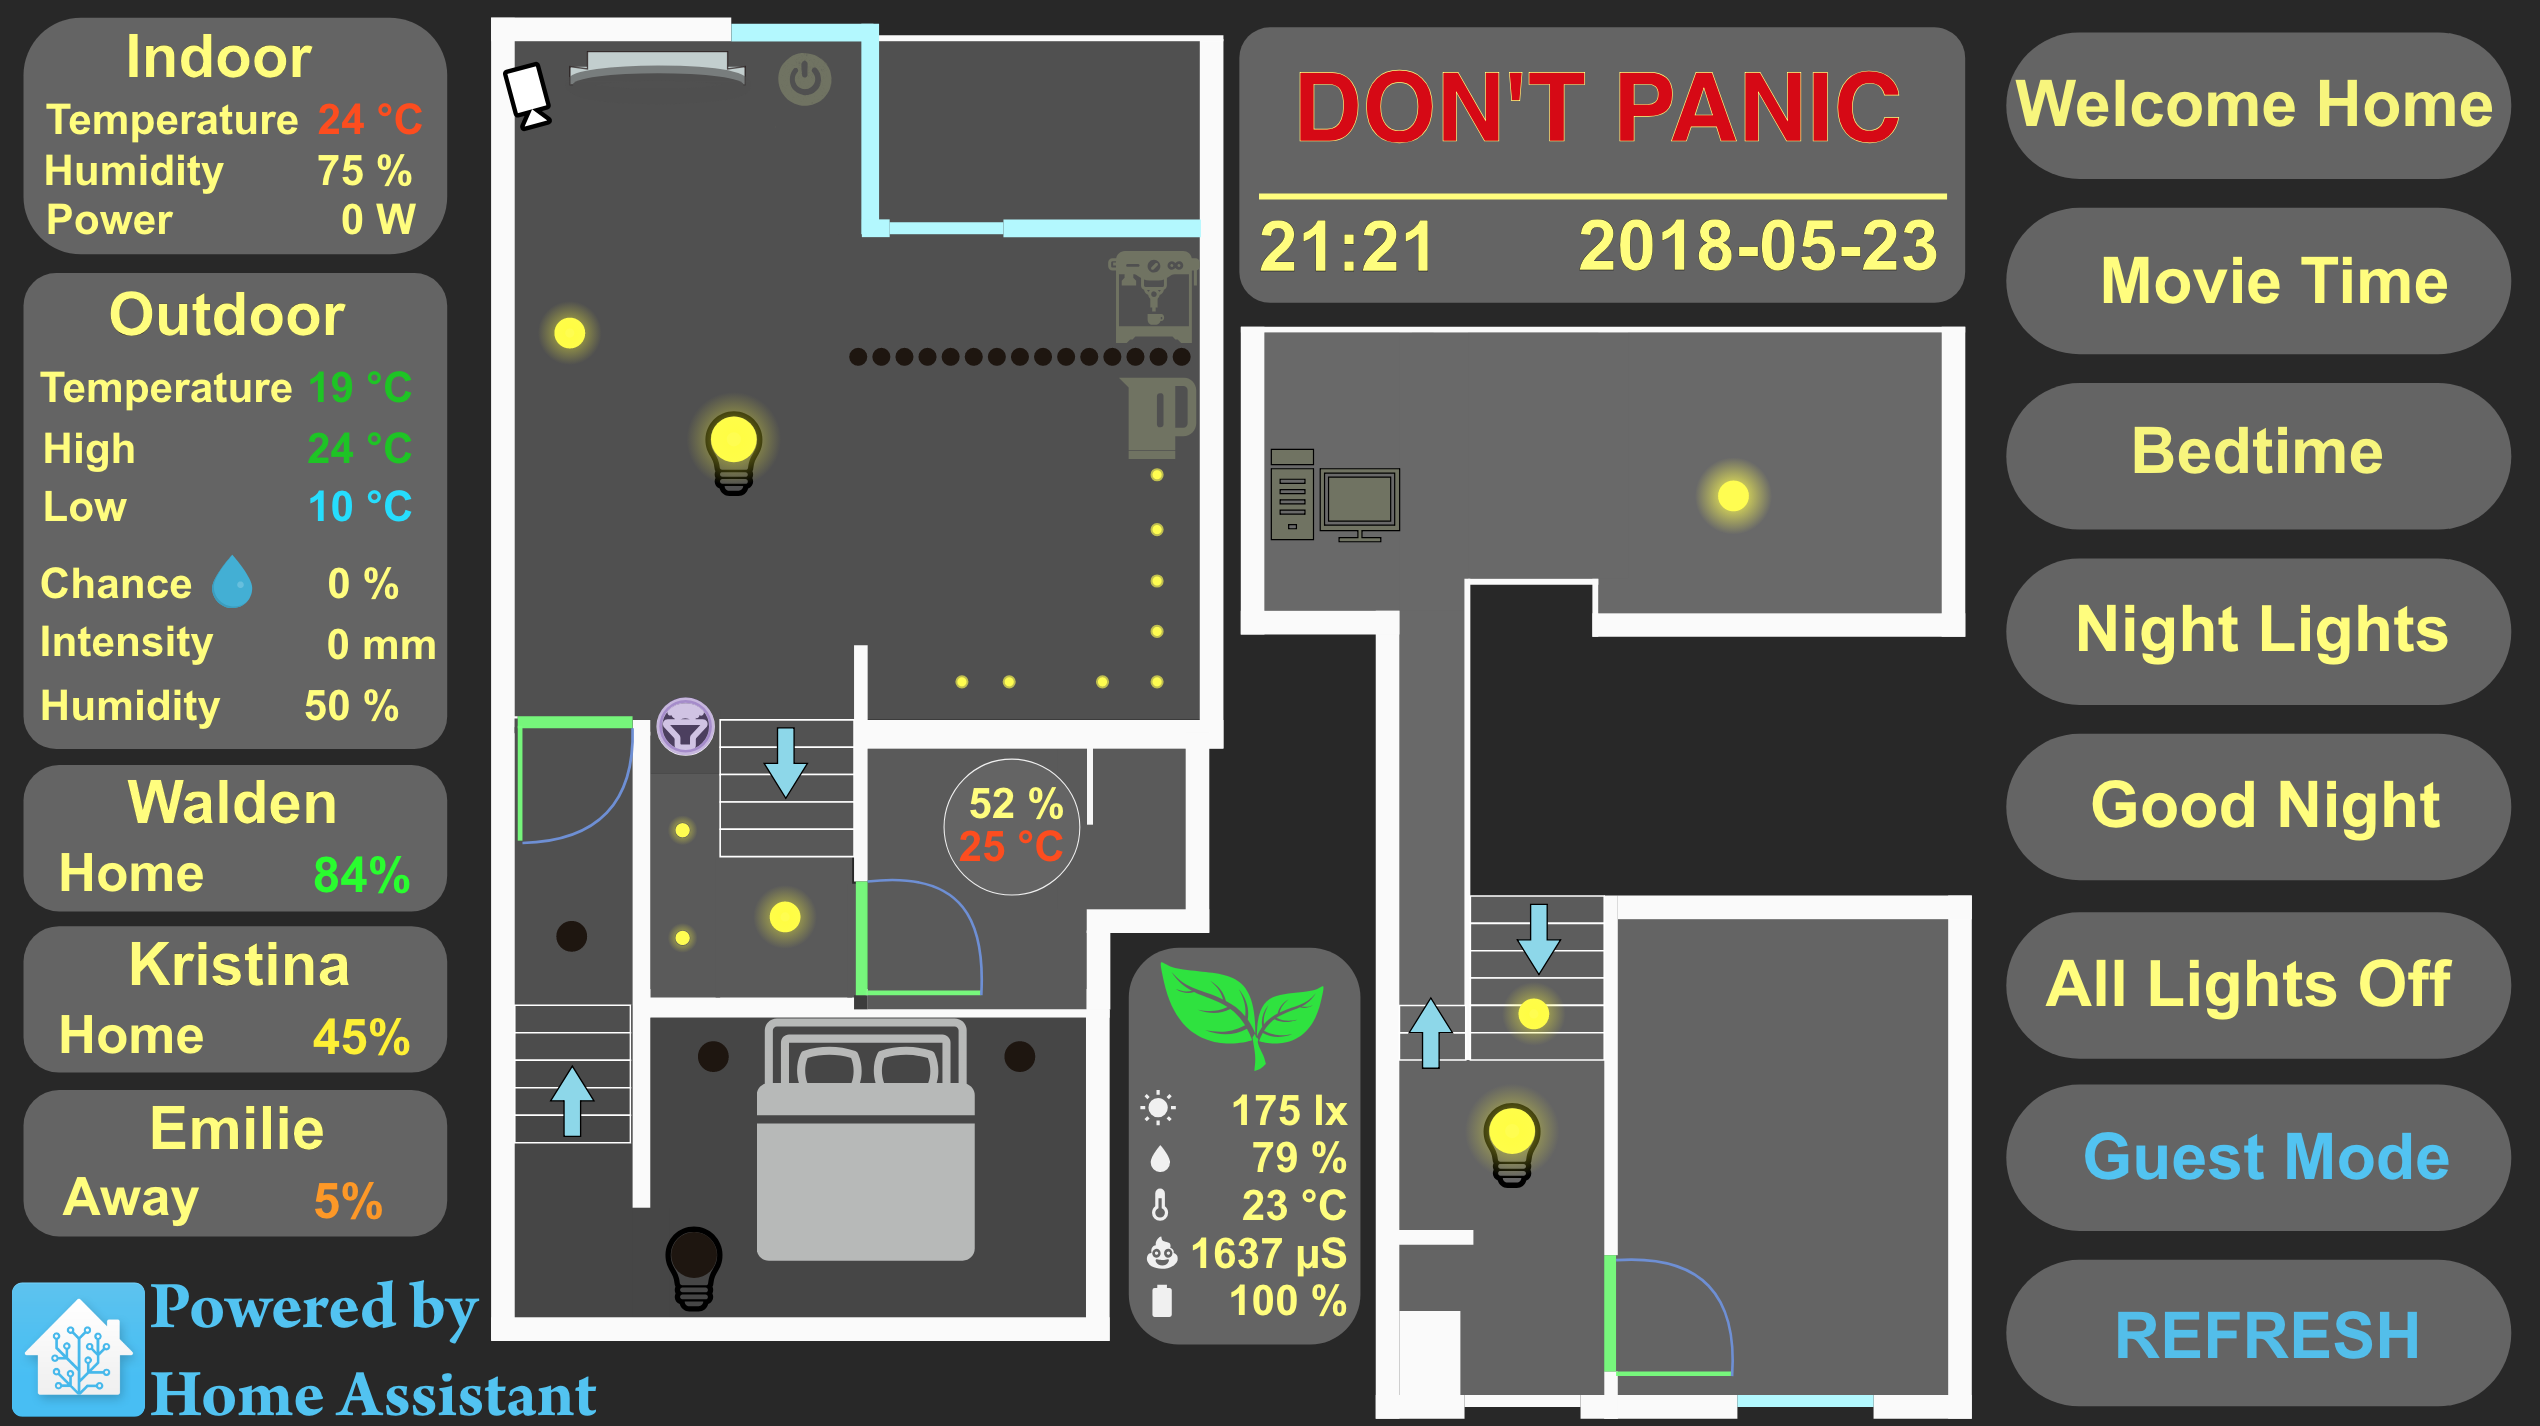 Indoor
Temperature 24 °C
Humidity 75 %
Power 0 W
Outdoor
Temperature 19 °C
High 24 °C
Low 10 °C
Chance 0 %
Intensity 0 mm
Humidity 50 %
Walden
Home 84%
Kristina
Home 45%
Emilie
Away 5%
Powered by
Home Assistant
52 %
25 °C
DON'T PANIC
21:21 2018-05-23
175 lx
79 %
23 °C
1637 µS
100 %
Welcome Home
Movie Time
Bedtime
Night Lights
Good Night
All Lights Off
Guest Mode
REFRESH